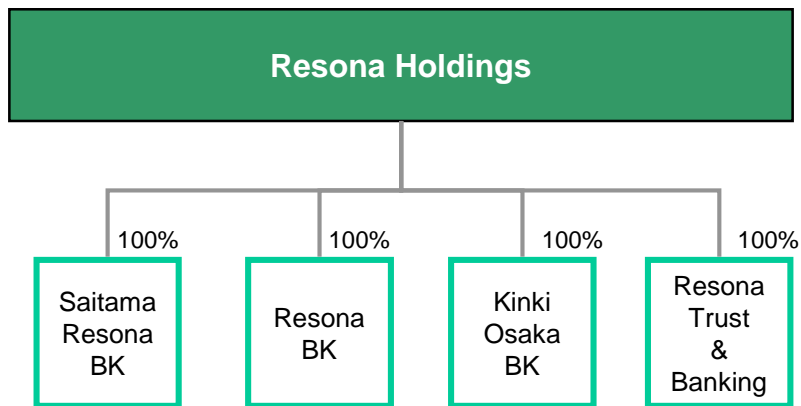 Resona Holdings
100%
100%
100%
100%
Saitama
Resona
BK
Resona
BK
Kinki
Osaka
BK
Resona
Trust
&
Banking